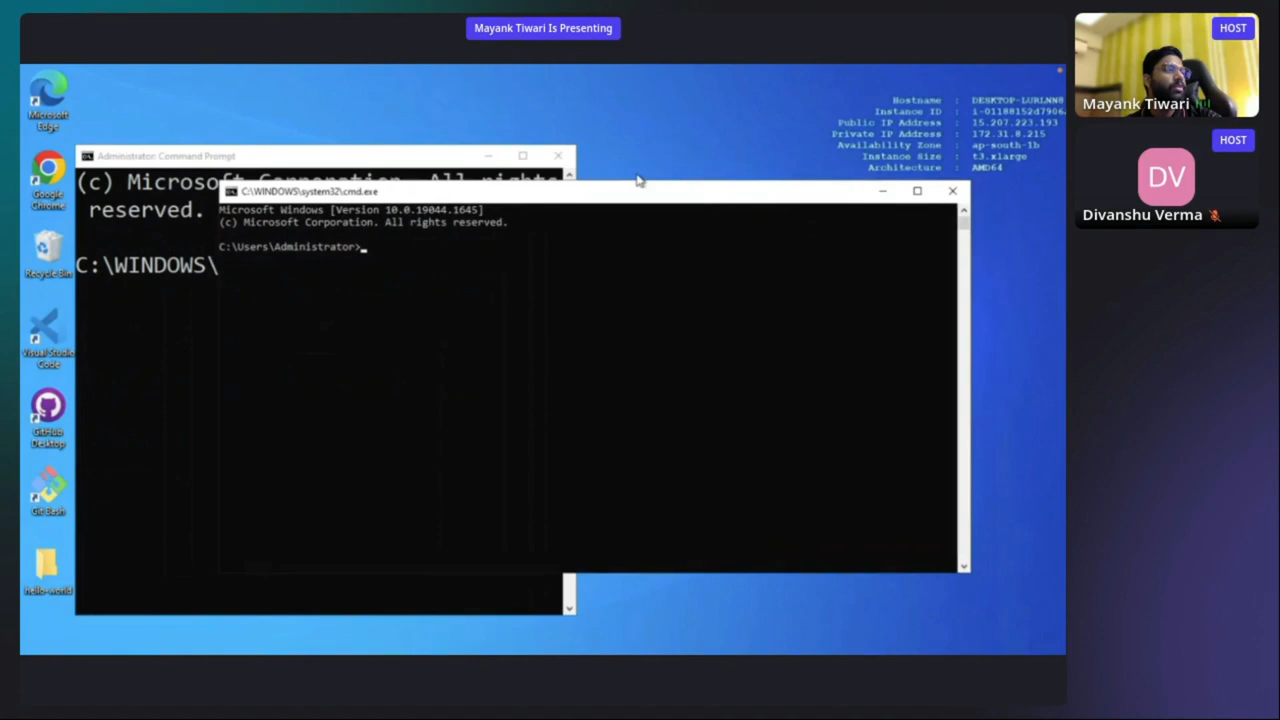 Mayank Tiwari Is Presenting
HOST
Mayank Tiwari
HOST
DV
Divanshu Verma
Microsoft
Edge
Google
Chrome
Recycle Bin
Visual Studio
Code
GitHub
Desktop
Git Bash
hello-world
Hostname : DESKTOP-LURLNN8
Instance ID : i-01188152d7906
Public IP Address : 15.207.223.193
Private IP Address : 172.31.8.215
Availability Zone : ap-south-1b
Instance Size : t3.xlarge
Architecture : AMD64
Administrator: Command Prompt
(c) Microsoft Corporation. All rights
reserved.
C:\WINDOWS\
C:\WINDOWS\system32\cmd.exe
Microsoft Windows [Version 10.0.19044.1645]
(c) Microsoft Corporation. All rights reserved.
C:\Users\Administrator>